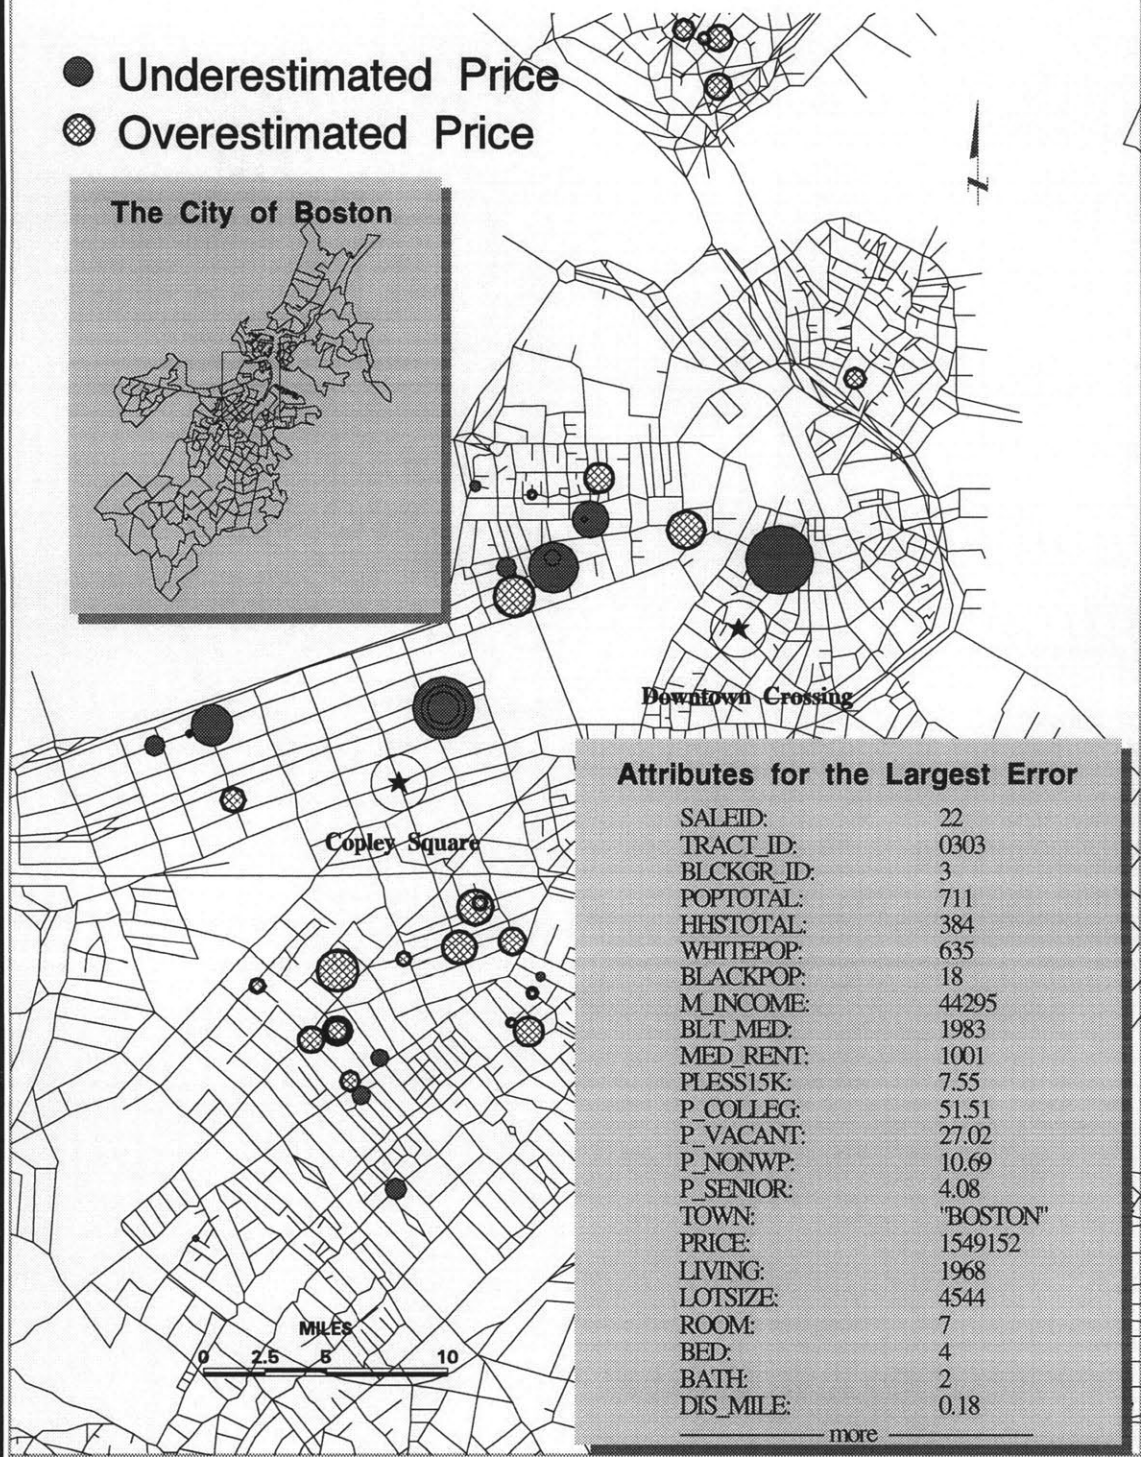 Underestimated Price
Overestimated Price
The City of Boston
Downtown Crossing
Copley Square
Attributes for the Largest Error
SALEID: 22
TRACT_ID: 0303
BLCKGR_ID: 3
POPTOTAL: 711
HHSTOTAL: 384
WHITEPOP: 635
BLACKPOP: 18
M_INCOME: 44295
BLT_MED: 1983
MED_RENT: 1001
PLESS15K: 7.55
P_COLLEG: 51.51
P_VACANT: 27.02
P_NONWP: 10.69
P_SENIOR: 4.08
TOWN: "BOSTON"
PRICE: 1549152
LIVING: 1968
LOTSIZE: 4544
ROOM: 7
BED: 4
BATH: 2
DIS_MILE: 0.18
more
MILES
0 2.5 5 10